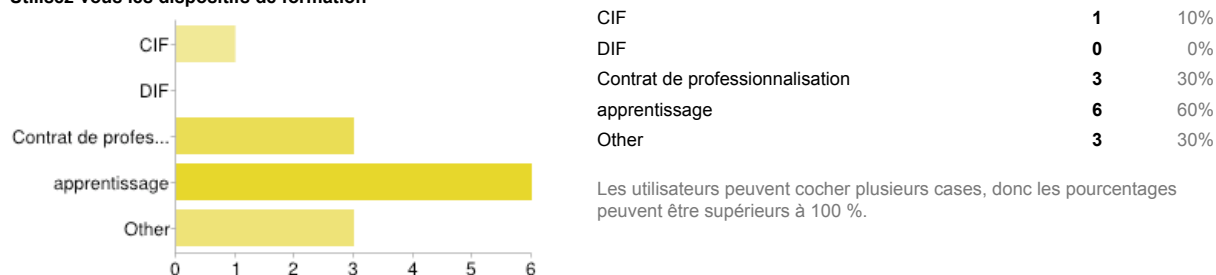 Utilisez vous les dispositifs de formation
CIF
DIF
Contrat de profes...
apprentissage
Other
0 1 2 3 4 5 6
CIF 1 10%
DIF 0 0%
Contrat de professionnalisation 3 30%
apprentissage 6 60%
Other 3 30%
Les utilisateurs peuvent cocher plusieurs cases, donc les pourcentages
peuvent être supérieurs à 100 %.